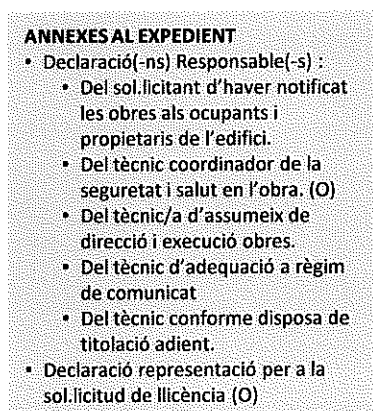 ANNEXES AL EXPEDIENT
• Declaració(-ns) Responsable(-s) :
• Del sol.licitant d'haver notificat
les obres als ocupants i
propietaris de l'edifici.
• Del tècnic coordinador de la
seguretat i salut en l'obra. (O)
• Del tècnic/a d'assumeix de
direcció i execució obres.
• Del tècnic d'adequació a règim
de comunicat
• Del tècnic conforme disposa de
titolació adient.
• Declaració representació per a la
sol.licitud de llicència (O)